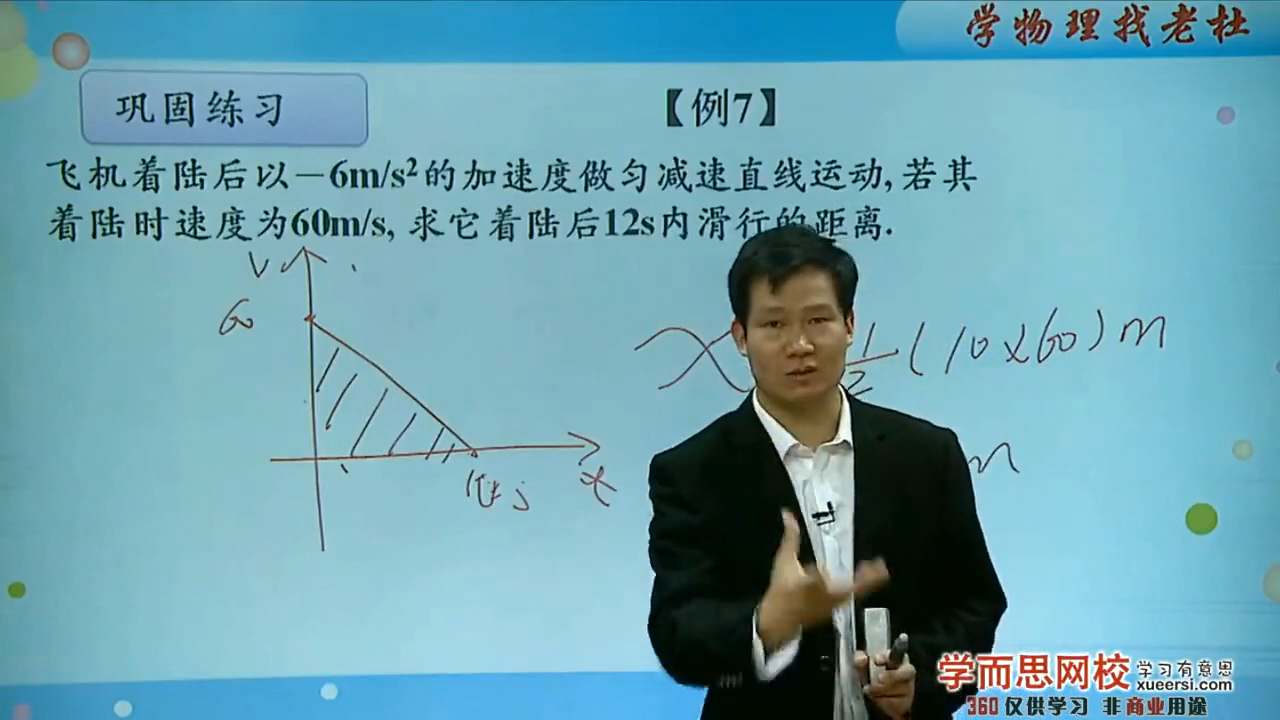 学物理找老杜
巩固练习
【例7】
飞机着陆后以－6m/s²的加速度做匀减速直线运动,若其
着陆时速度为60m/s, 求它着陆后12s内滑行的距离.
V
60
x
1/2 (10×60) m
m
t
学而思网校 学习有意思
xueersi.com
360 仅供学习 非商业用途